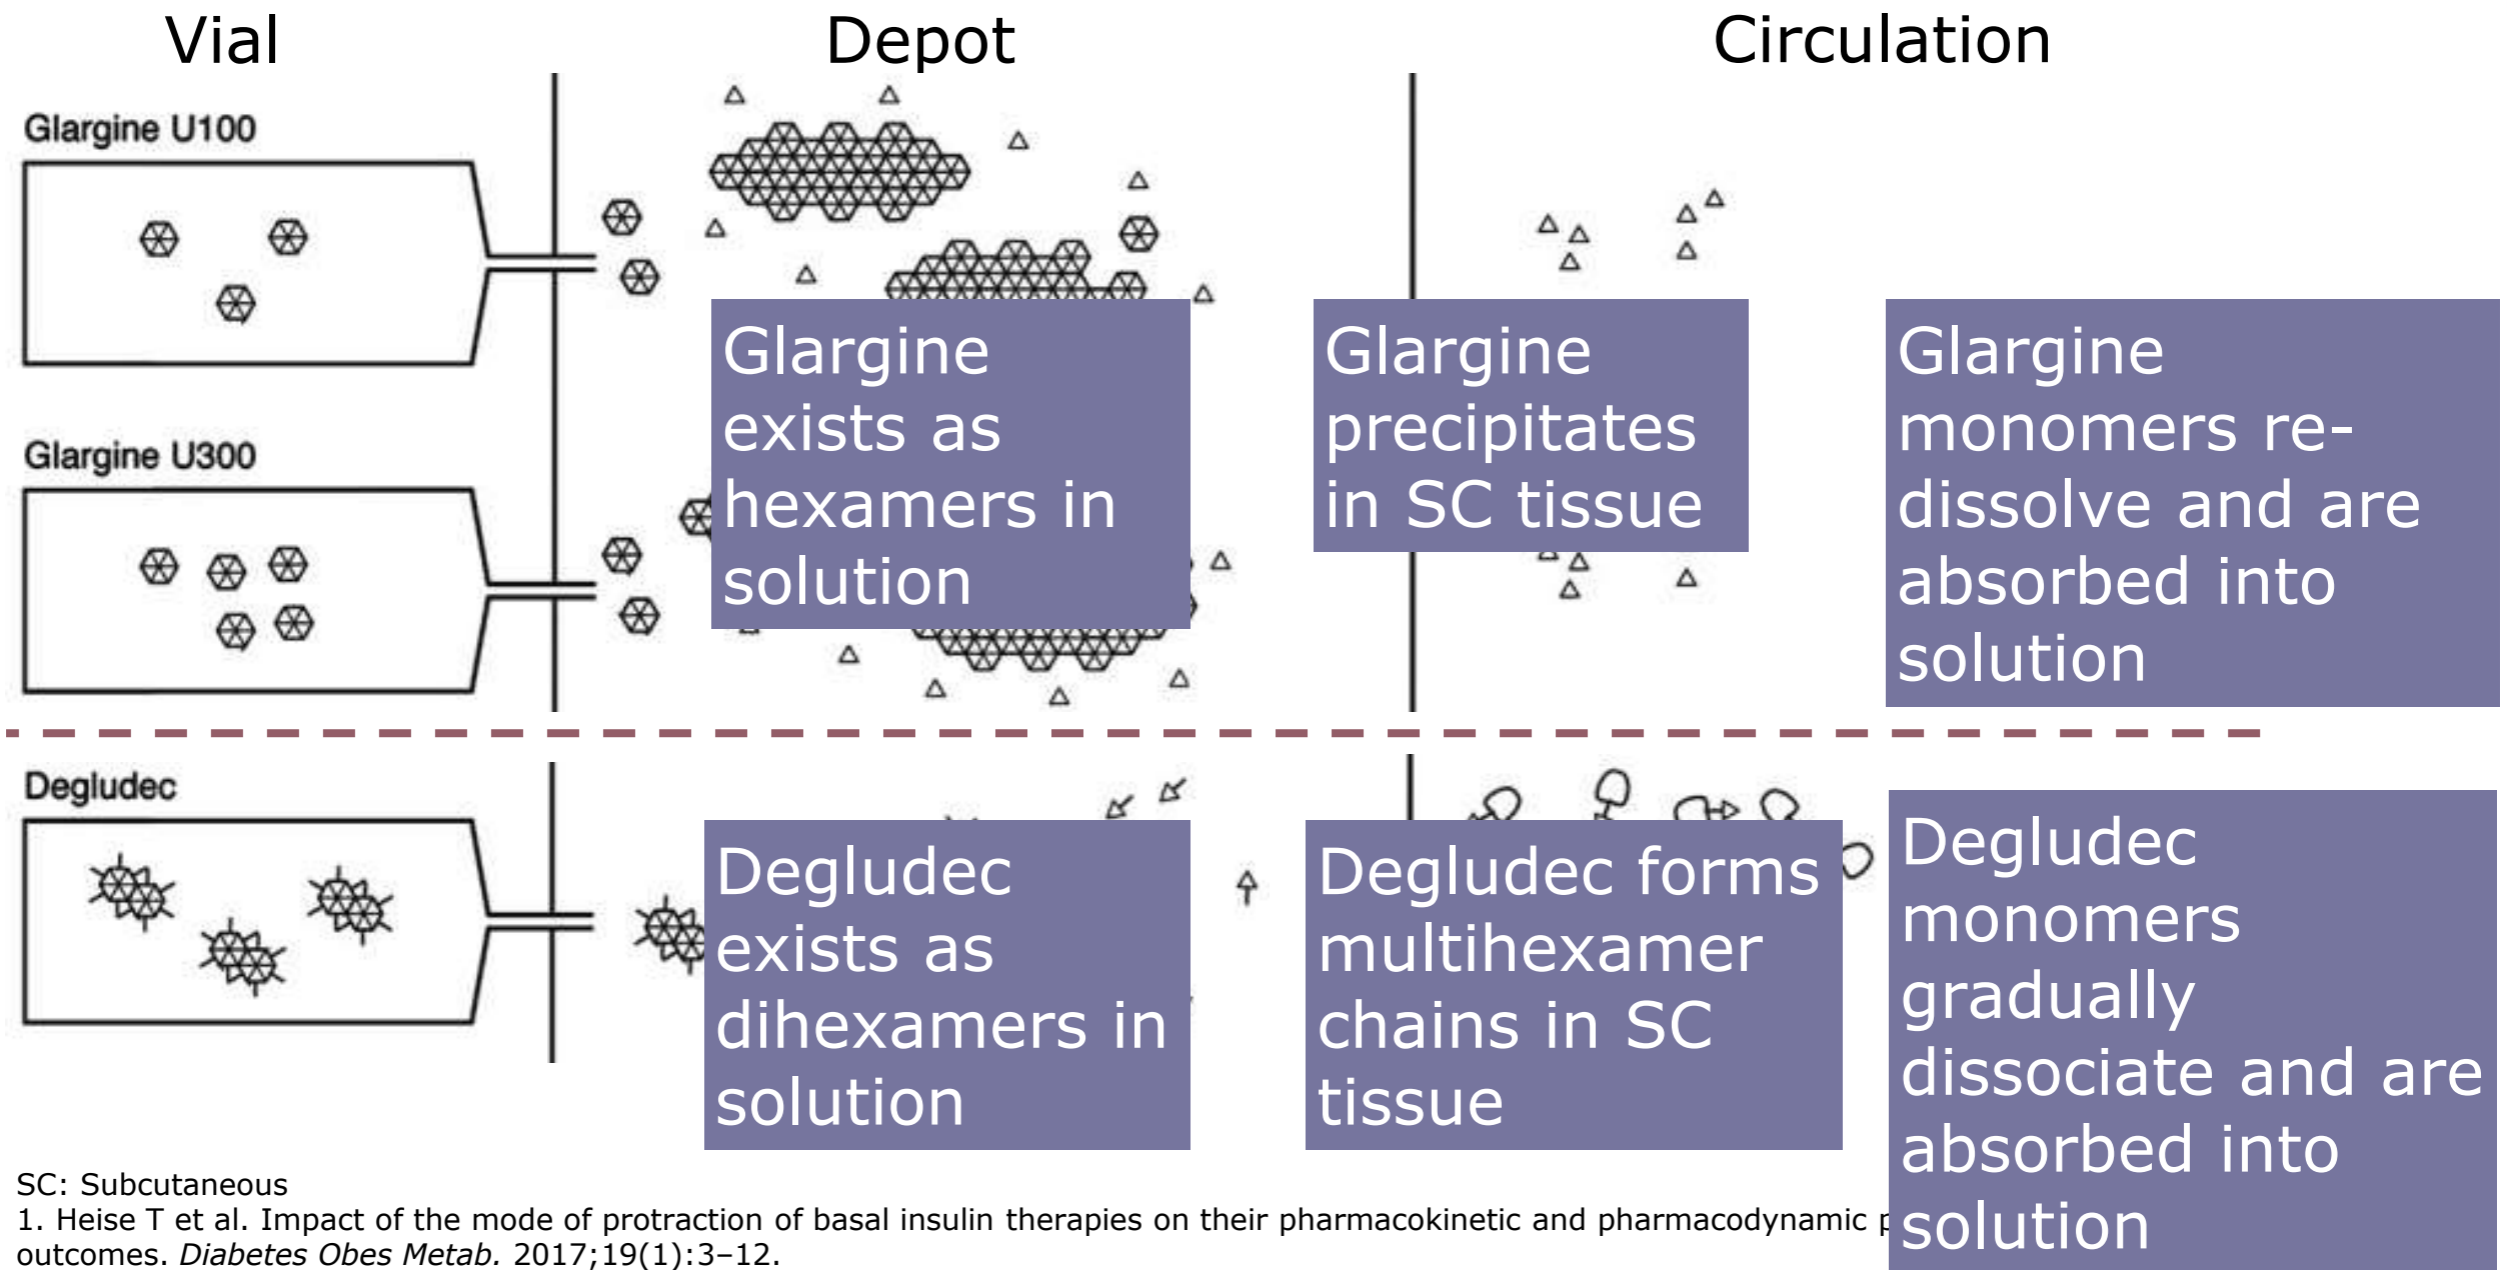 Vial
Depot
Circulation
Glargine U100
Glargine
exists as
hexamers in
solution
Glargine
precipitates
in SC tissue
Glargine
monomers re-
dissolve and are
absorbed into
solution
Glargine U300
Degludec
Degludec
exists as
dihexamers in
solution
Degludec forms
multihexamer
chains in SC
tissue
Degludec
monomers
gradually
dissociate and are
absorbed into
solution
SC: Subcutaneous
1. Heise T et al. Impact of the mode of protraction of basal insulin therapies on their pharmacokinetic and pharmacodynamic
outcomes. Diabetes Obes Metab. 2017;19(1):3–12.